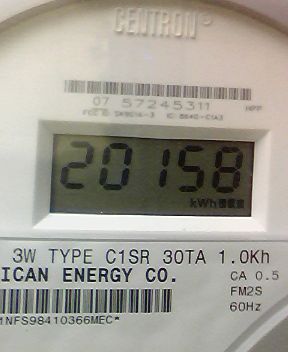 CENTRON®
07 57245311
20158
kWh
3W TYPE C1SR 30TA 1.0Kh
ICAN ENERGY CO.
CA 0.5
FM2S
60Hz
1NFS98410366MEC*